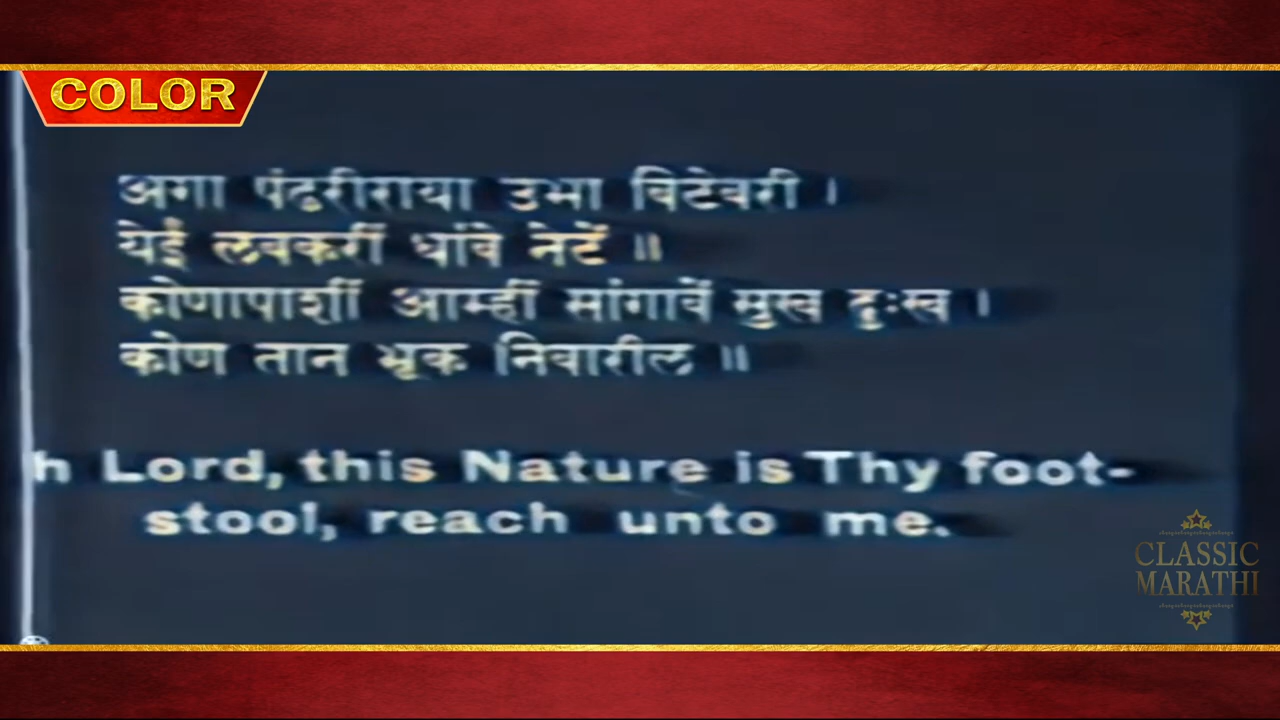 COLOR
अगा पंढरीराया उभा विटेवरी ।
येईं लवकरीं धांवे नेटें ॥
कोणापाशीं आम्हीं सांगावें सुख दुःख ।
कोण तान भूक निवारील ॥
h Lord, this Nature is Thy foot-
stool, reach unto me.
CLASSIC
MARATHI